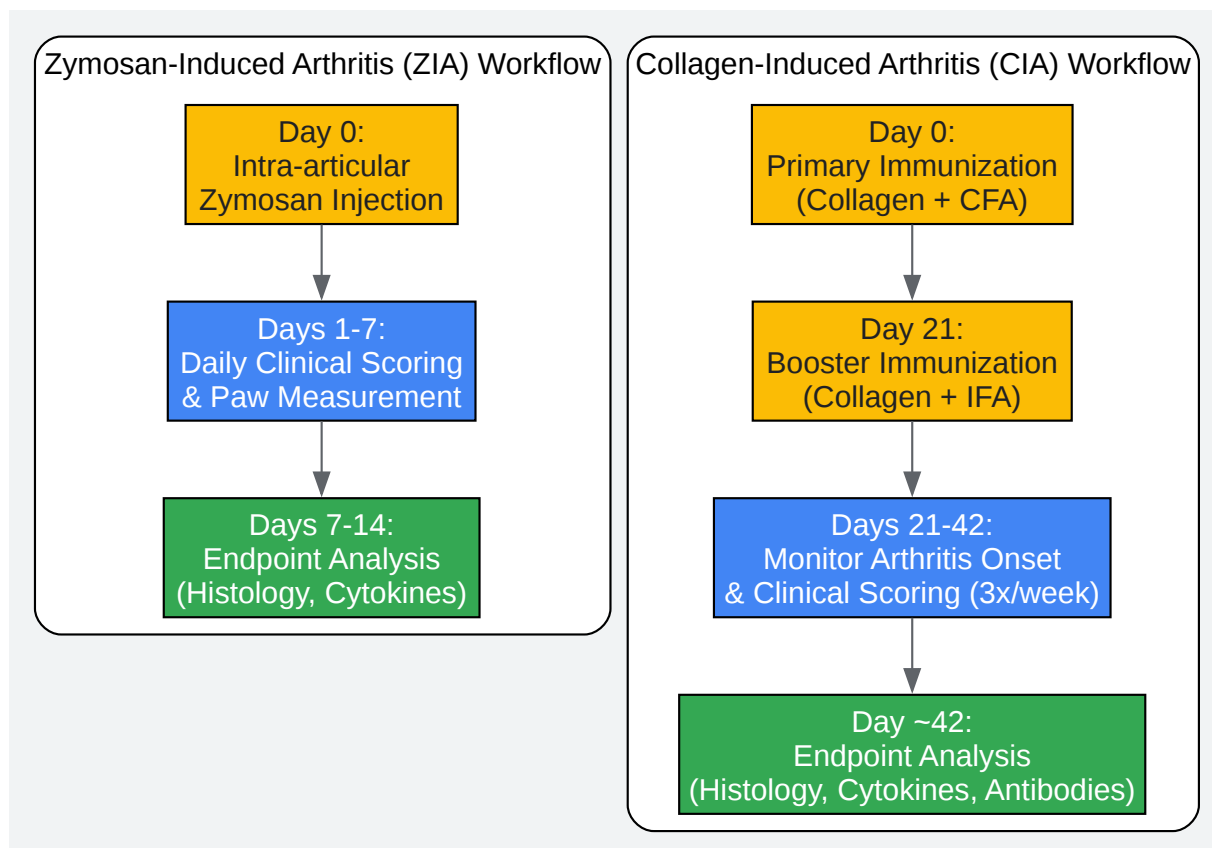 Zymosan-Induced Arthritis (ZIA) Workflow
Day 0:
Intra-articular
Zymosan Injection
Days 1-7:
Daily Clinical Scoring
& Paw Measurement
Days 7-14:
Endpoint Analysis
(Histology, Cytokines)
Collagen-Induced Arthritis (CIA) Workflow
Day 0:
Primary Immunization
(Collagen + CFA)
Day 21:
Booster Immunization
(Collagen + IFA)
Days 21-42:
Monitor Arthritis Onset
& Clinical Scoring (3x/week)
Day ~42:
Endpoint Analysis
(Histology, Cytokines, Antibodies)